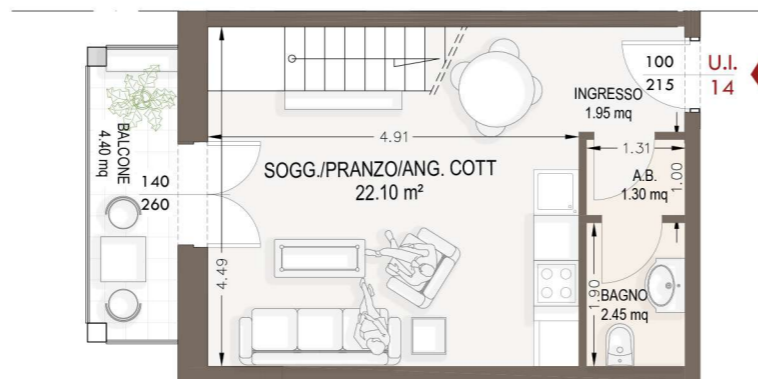 100
215
U.I.
14
INGRESSO
1.95 mq
BALCONE
4.40 mq
4.91
1.31
140
260
SOGG./PRANZO/ANG. COTT
22.10 m²
A.B.
1.30 mq
1.00
4.49
1.90
BAGNO
2.45 mq